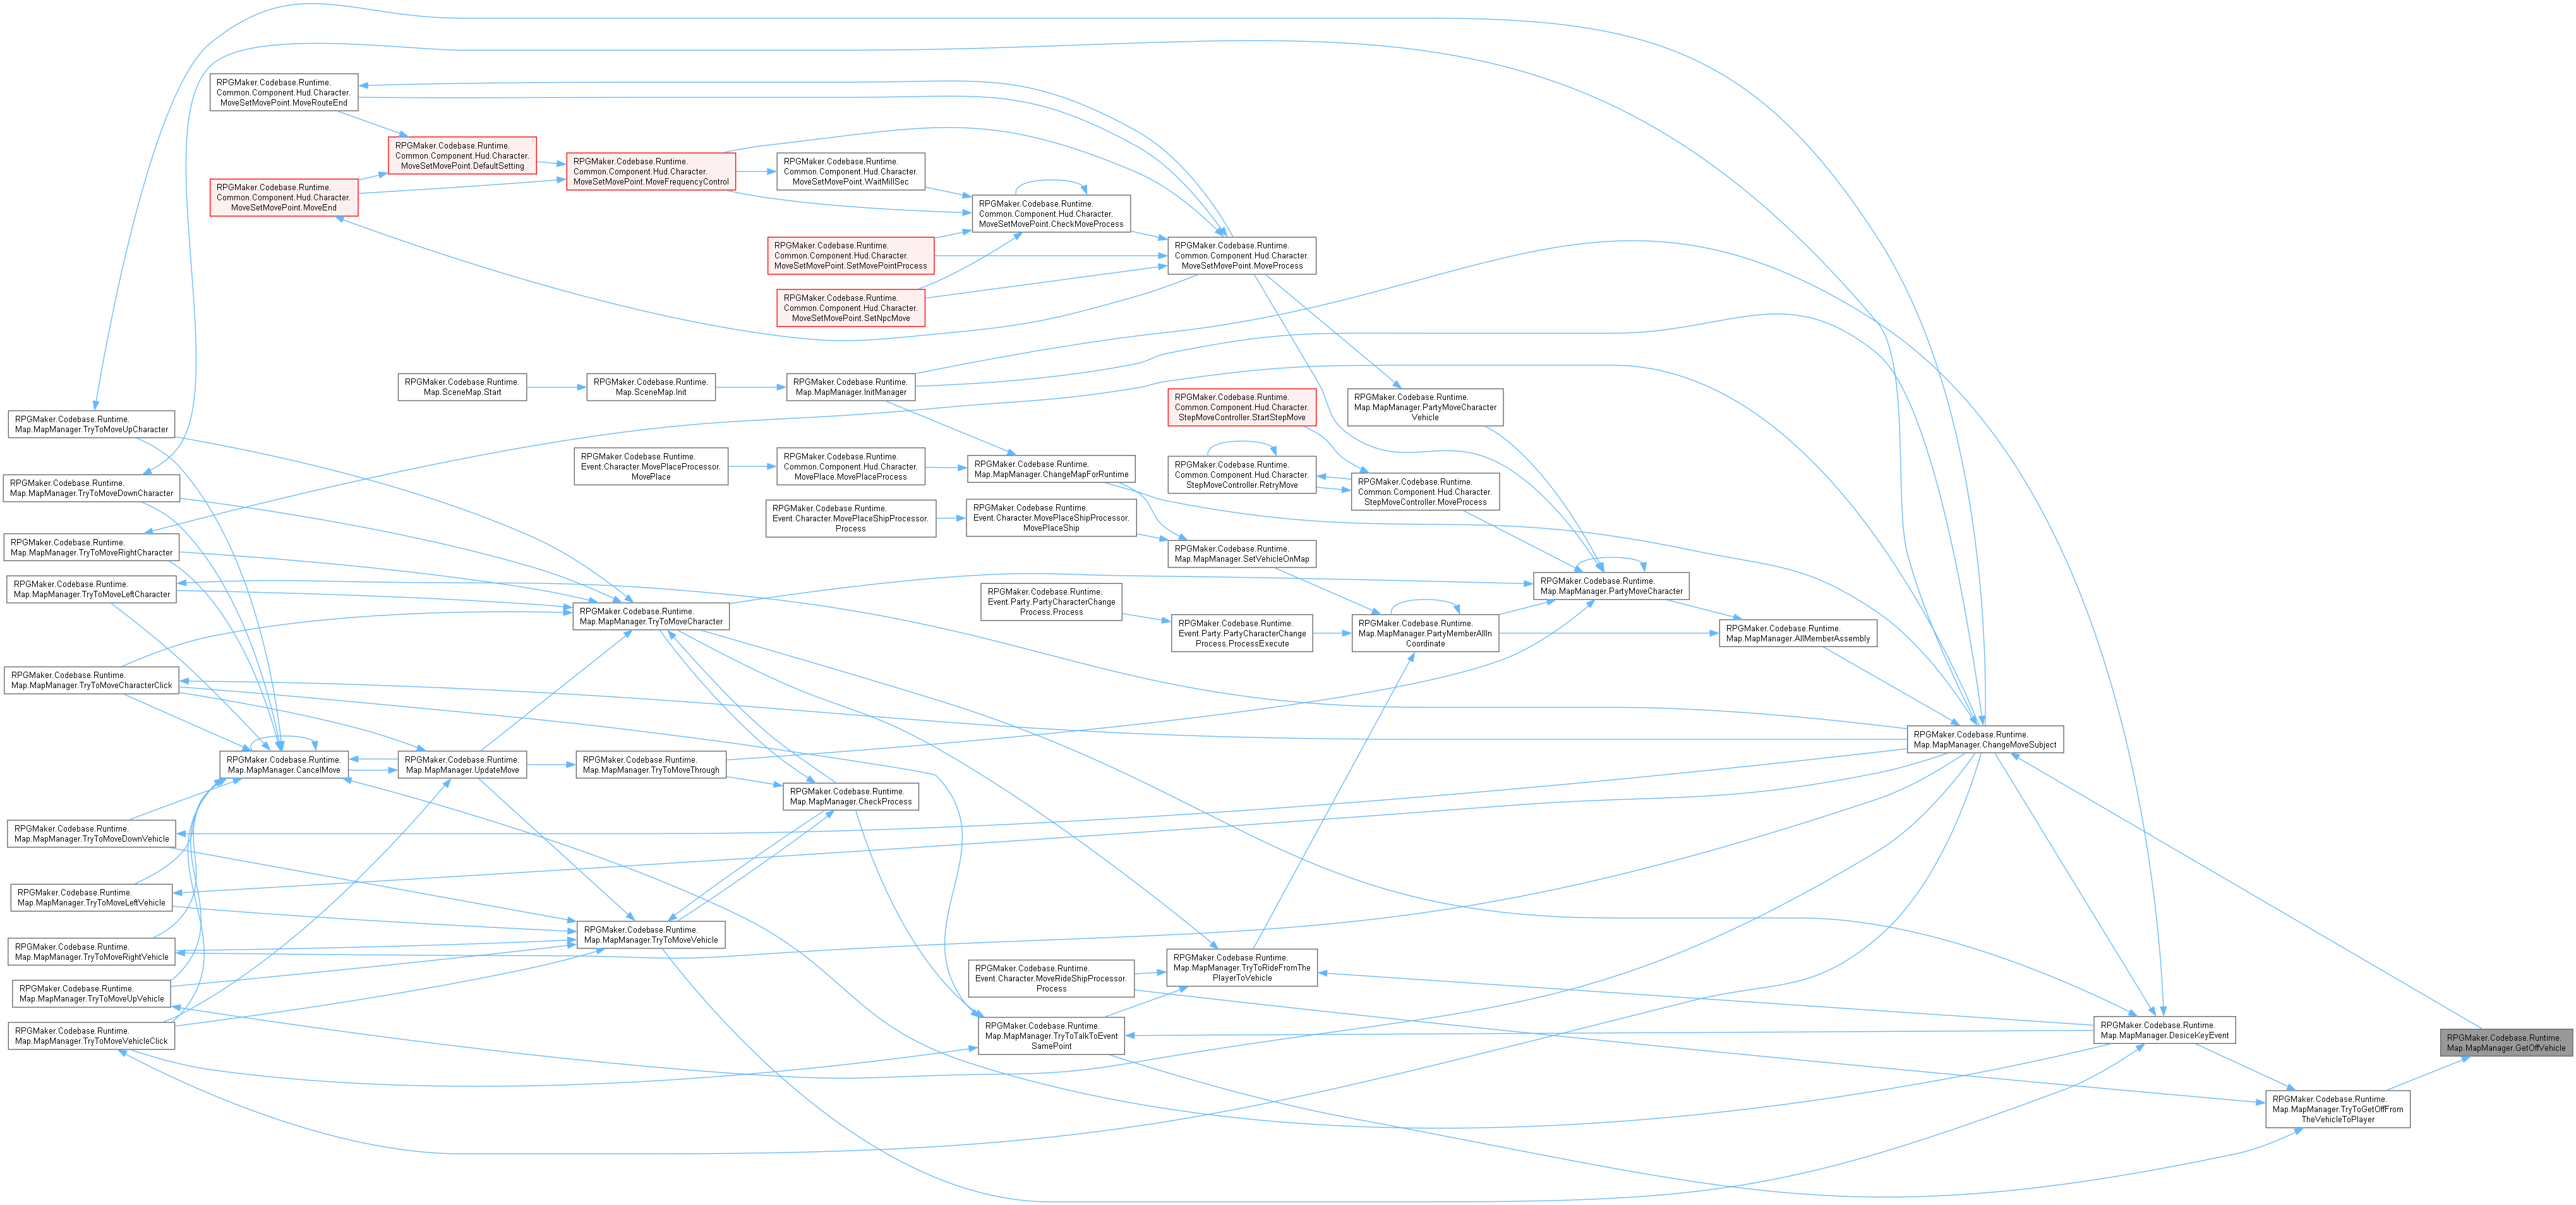 RPGMaker.Codebase.Runtime.
Common.Component.Hud.Character.
MoveSetMovePoint.MoveRouteEnd
RPGMaker.Codebase.Runtime.
Common.Component.Hud.Character.
MoveSetMovePoint.DefaultSetting
RPGMaker.Codebase.Runtime.
Common.Component.Hud.Character.
MoveSetMovePoint.MoveEnd
RPGMaker.Codebase.Runtime.
Common.Component.Hud.Character.
MoveSetMovePoint.MoveFrequencyControl
RPGMaker.Codebase.Runtime.
Common.Component.Hud.Character.
MoveSetMovePoint.WaitMillSec
RPGMaker.Codebase.Runtime.
Common.Component.Hud.Character.
MoveSetMovePoint.CheckMoveProcess
RPGMaker.Codebase.Runtime.
Common.Component.Hud.Character.
MoveSetMovePoint.SetMovePointProcess
RPGMaker.Codebase.Runtime.
Common.Component.Hud.Character.
MoveSetMovePoint.MoveProcess
RPGMaker.Codebase.Runtime.
Common.Component.Hud.Character.
MoveSetMovePoint.SetNpcMove
RPGMaker.Codebase.Runtime.
Map.SceneMap.Start
RPGMaker.Codebase.Runtime.
Map.SceneMap.Init
RPGMaker.Codebase.Runtime.
Map.MapManager.InitManager
RPGMaker.Codebase.Runtime.
Common.Component.Hud.Character.
StepMoveController.StartStepMove
RPGMaker.Codebase.Runtime.
Map.MapManager.PartyMoveCharacter
Vehicle
RPGMaker.Codebase.Runtime.
Map.MapManager.TryToMoveUpCharacter
RPGMaker.Codebase.Runtime.
Event.Character.MovePlaceProcessor.
MovePlace
RPGMaker.Codebase.Runtime.
Common.Component.Hud.Character.
MovePlace.MovePlaceProcess
RPGMaker.Codebase.Runtime.
Map.MapManager.ChangeMapForRuntime
RPGMaker.Codebase.Runtime.
Common.Component.Hud.Character.
StepMoveController.RetryMove
RPGMaker.Codebase.Runtime.
Common.Component.Hud.Character.
StepMoveController.MoveProcess
RPGMaker.Codebase.Runtime.
Map.MapManager.TryToMoveDownCharacter
RPGMaker.Codebase.Runtime.
Event.Character.MovePlaceShipProcessor.
Process
RPGMaker.Codebase.Runtime.
Event.Character.MovePlaceShipProcessor.
MovePlaceShip
RPGMaker.Codebase.Runtime.
Map.MapManager.SetVehicleOnMap
RPGMaker.Codebase.Runtime.
Map.MapManager.TryToMoveRightCharacter
RPGMaker.Codebase.Runtime.
Map.MapManager.TryToMoveLeftCharacter
RPGMaker.Codebase.Runtime.
Map.MapManager.PartyMoveCharacter
RPGMaker.Codebase.Runtime.
Event.Party.PartyCharacterChange
Process.Process
RPGMaker.Codebase.Runtime.
Map.MapManager.TryToMoveCharacter
RPGMaker.Codebase.Runtime.
Event.Party.PartyCharacterChange
Process.ProcessExecute
RPGMaker.Codebase.Runtime.
Map.MapManager.PartyMemberAllIn
Coordinate
RPGMaker.Codebase.Runtime.
Map.MapManager.AllMemberAssembly
RPGMaker.Codebase.Runtime.
Map.MapManager.TryToMoveCharacterClick
RPGMaker.Codebase.Runtime.
Map.MapManager.ChangeMoveSubject
RPGMaker.Codebase.Runtime.
Map.MapManager.CancelMove
RPGMaker.Codebase.Runtime.
Map.MapManager.UpdateMove
RPGMaker.Codebase.Runtime.
Map.MapManager.TryToMoveThrough
RPGMaker.Codebase.Runtime.
Map.MapManager.CheckProcess
RPGMaker.Codebase.Runtime.
Map.MapManager.TryToMoveDownVehicle
RPGMaker.Codebase.Runtime.
Map.MapManager.TryToMoveLeftVehicle
RPGMaker.Codebase.Runtime.
Map.MapManager.TryToMoveVehicle
RPGMaker.Codebase.Runtime.
Map.MapManager.TryToMoveRightVehicle
RPGMaker.Codebase.Runtime.
Map.MapManager.TryToRideFromThe
PlayerToVehicle
RPGMaker.Codebase.Runtime.
Event.Character.MoveRideShipProcessor.
Process
RPGMaker.Codebase.Runtime.
Map.MapManager.TryToMoveUpVehicle
RPGMaker.Codebase.Runtime.
Map.MapManager.TryToMoveVehicleClick
RPGMaker.Codebase.Runtime.
Map.MapManager.TryToTalkToEvent
SamePoint
RPGMaker.Codebase.Runtime.
Map.MapManager.DesiceKeyEvent
RPGMaker.Codebase.Runtime.
Map.MapManager.GetOffVehicle
RPGMaker.Codebase.Runtime.
Map.MapManager.TryToGetOffFrom
TheVehicleToPlayer